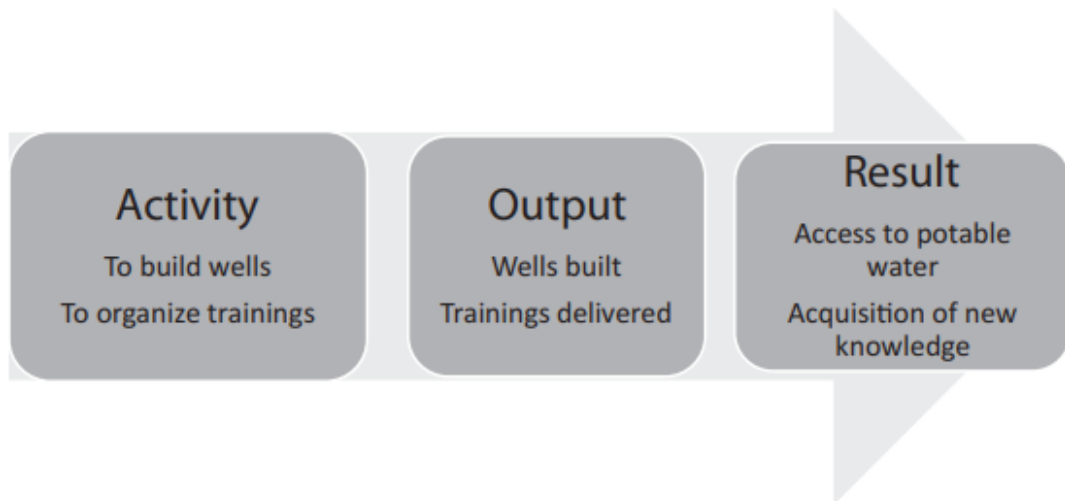 Activity
To build wells
To organize trainings
Output
Wells built
Trainings delivered
Result
Access to potable
water
Acquisition of new
knowledge